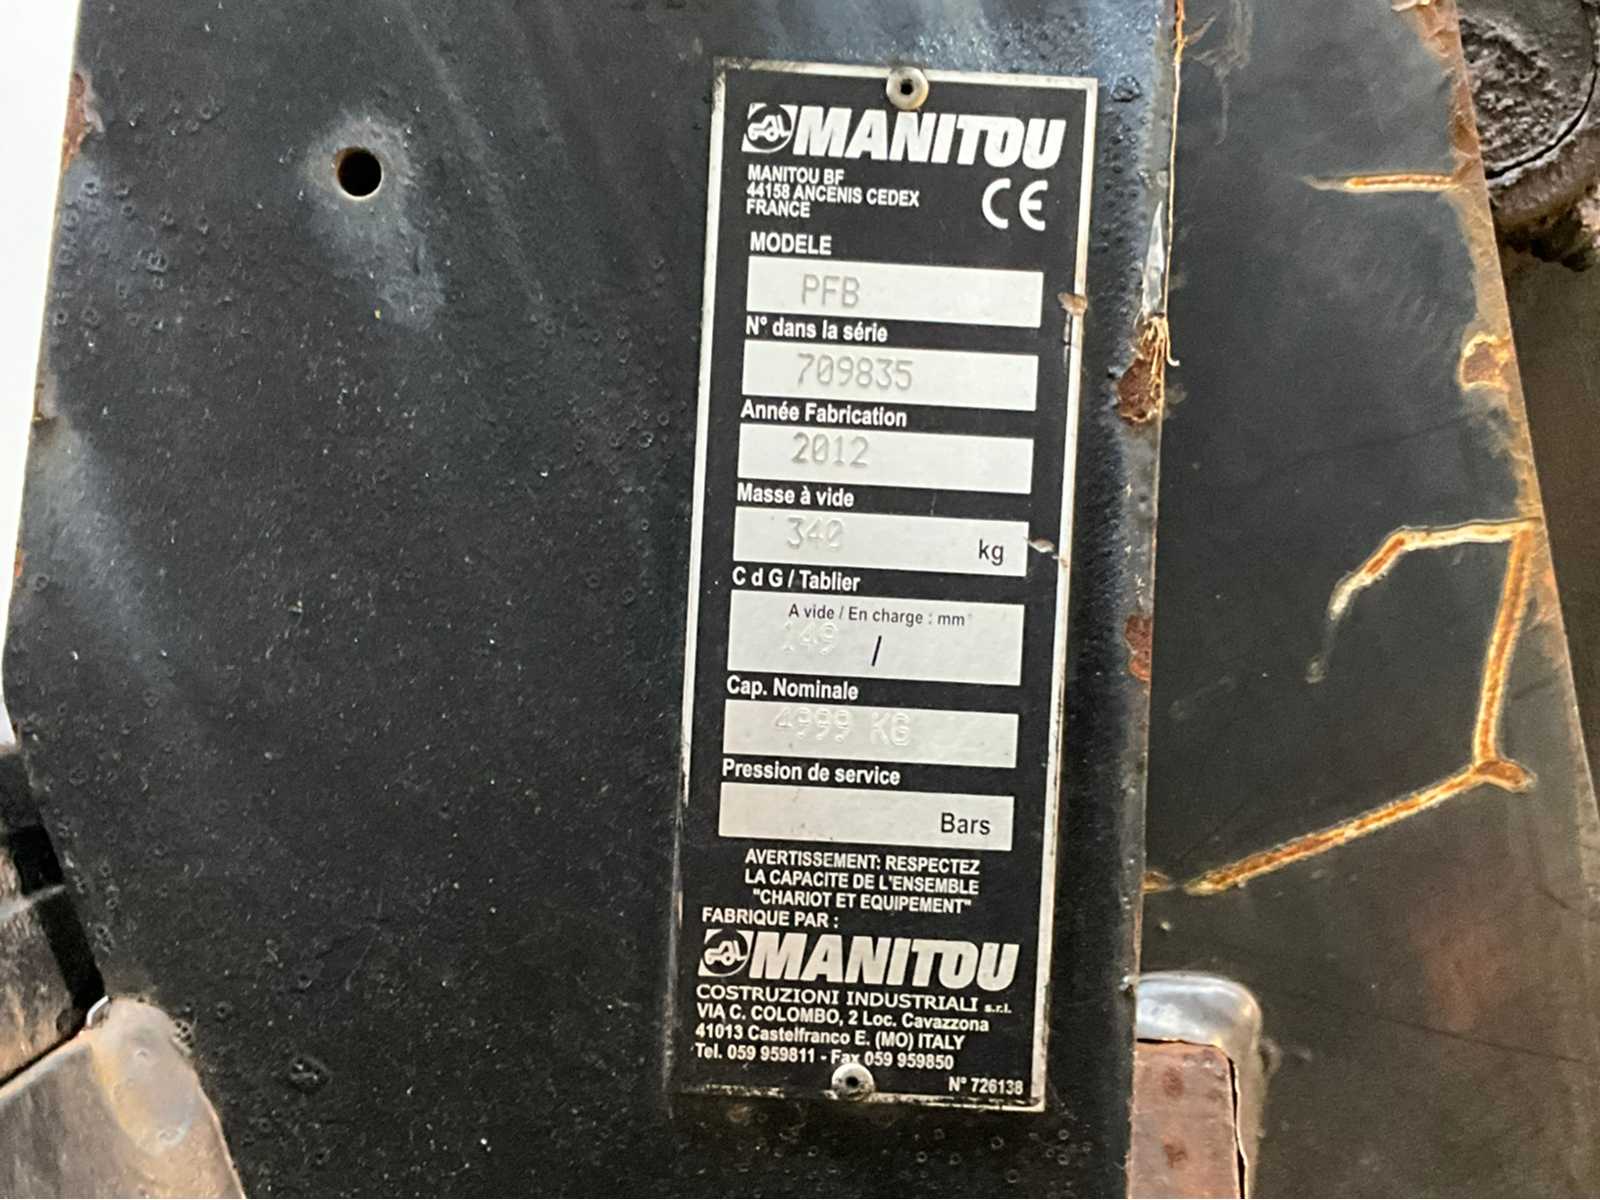 MANITOU
MANITOU BF
44158 ANCENIS CEDEX
FRANCE
CE
MODELE
PFB
N° dans la série
709835
Année Fabrication
2012
Masse à vide
340 kg
C d G / Tablier
A vide / En charge : mm
149 /
Cap. Nominale
4999 KG
Pression de service
Bars
AVERTISSEMENT: RESPECTEZ
LA CAPACITE DE L'ENSEMBLE
"CHARIOT ET EQUIPEMENT"
FABRIQUE PAR :
MANITOU
COSTRUZIONI INDUSTRIALI s.r.l.
VIA C. COLOMBO, 2 Loc. Cavazzona
41013 Castelfranco E. (MO) ITALY
Tel. 059 959811 - Fax 059 959850
N° 726138